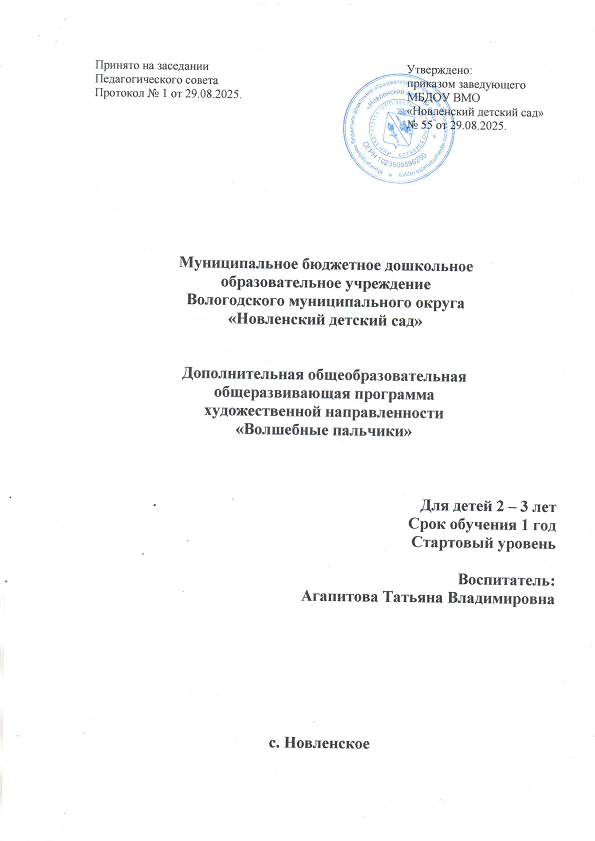 Принято на заседании
Педагогического совета
Протокол № 1 от 29.08.2025.
Утверждено:
приказом заведующего
МБДОУ ВМО
«Новленский детский сад»
№ 55 от 29.08.2025.
ОГРН 1023500595250
Муниципальное бюджетное дошкольное
образовательное учреждение
Вологодского муниципального округа
«Новленский детский сад»
Дополнительная общеобразовательная
общеразвивающая программа
художественной направленности
«Волшебные пальчики»
Для детей 2 – 3 лет
Срок обучения 1 год
Стартовый уровень
Воспитатель:
Агапитова Татьяна Владимировна
с. Новленское